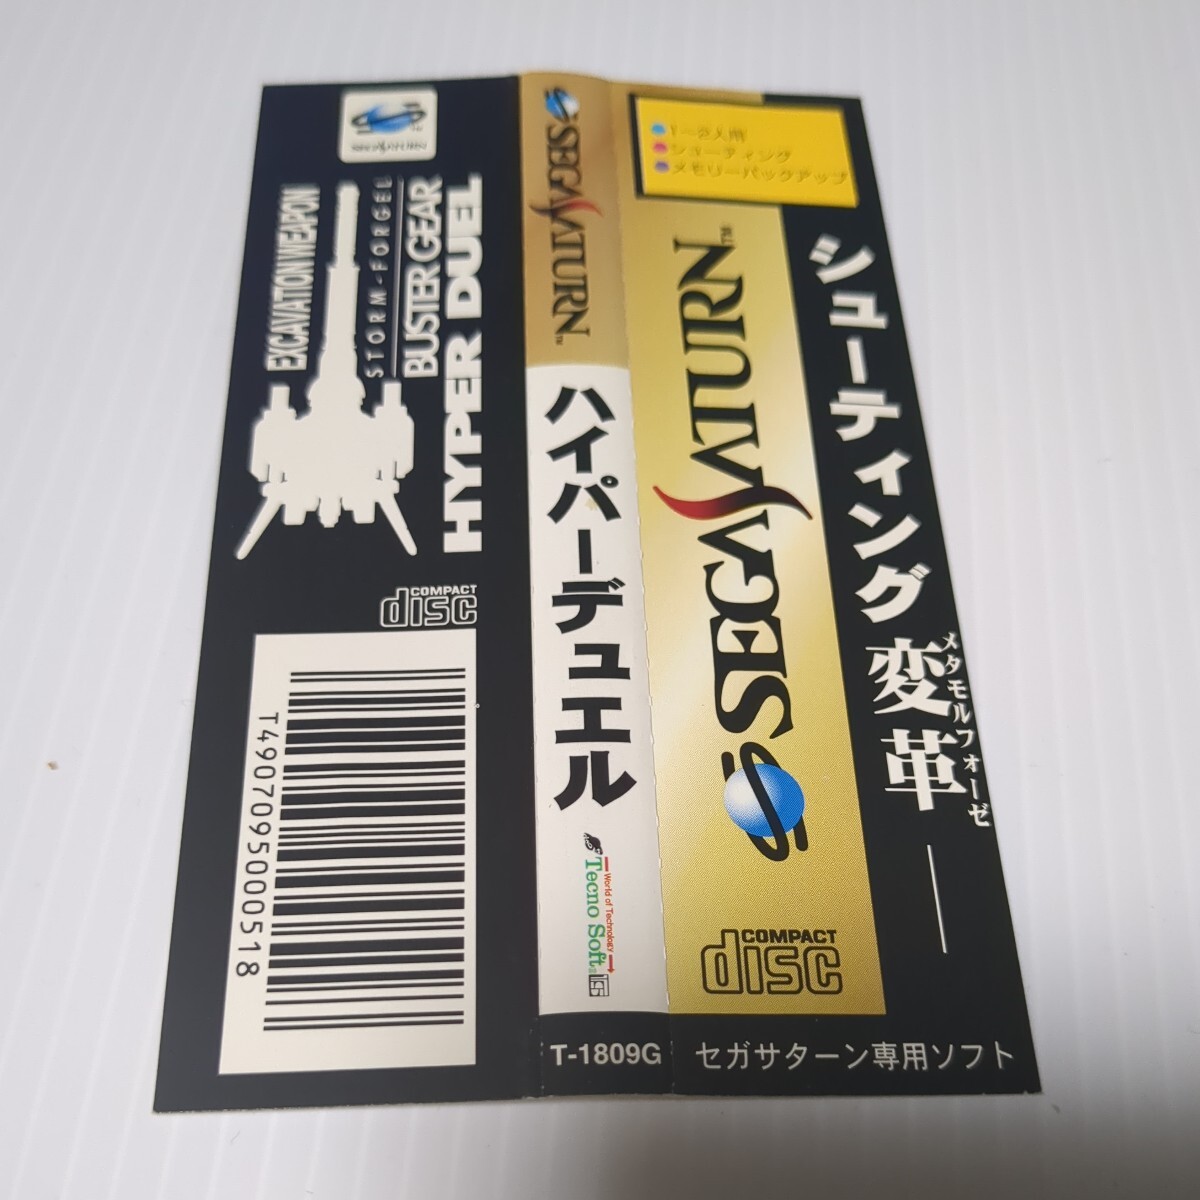 1～2人用
シューティング
メモリーバックアップ
SEGA SATURN™
COMPACT
disc
シューティング変革
メタモルフォーゼ
セガサターン専用ソフト
SEGA SATURN™
ハイパーデュエル
World of Technology
Tecno Soft
T-1809G
SEGA SATURN
EXCAVATION WEAPON
STORM-FORGEL
BUSTER GEAR
HYPER DUEL
COMPACT
disc
T4907095000518